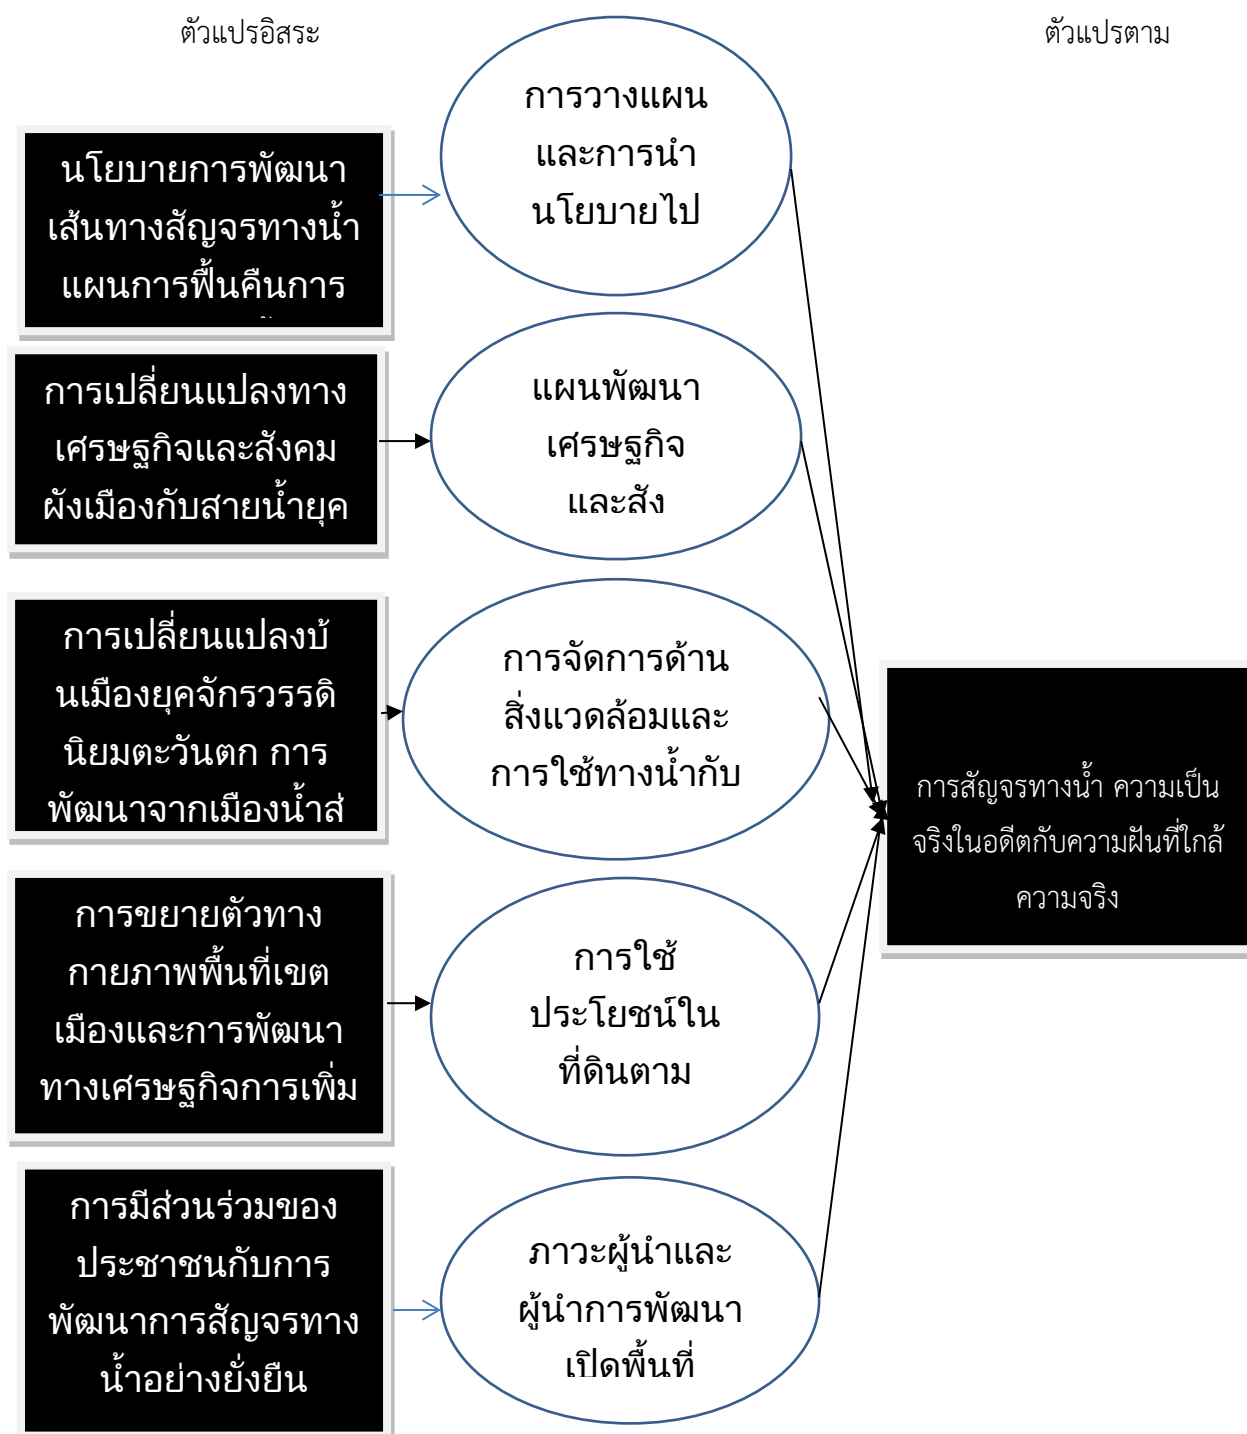 ตัวแปรอิสระ
ตัวแปรตาม
นโยบายการพัฒนา
เส้นทางสัญจรทางน้ำ
แผนการฟื้นคืนการ
การวางแผน
และการนำ
นโยบายไป
การเปลี่ยนแปลงทาง
เศรษฐกิจและสังคม
ผังเมืองกับสายน้ำยุค
แผนพัฒนา
เศรษฐกิจ
และสัง
การเปลี่ยนแปลงบ้
นเมืองยุคจักรวรรดิ
นิยมตะวันตก การ
พัฒนาจากเมืองน้ำส่
การจัดการด้าน
สิ่งแวดล้อมและ
การใช้ทางน้ำกับ
การสัญจรทางน้ำ ความเป็น
จริงในอดีตกับความฝันที่ใกล้
ความจริง
การขยายตัวทาง
กายภาพพื้นที่เขต
เมืองและการพัฒนา
ทางเศรษฐกิจการเพิ่ม
การใช้
ประโยชน์ใน
ที่ดินตาม
การมีส่วนร่วมของ
ประชาชนกับการ
พัฒนาการสัญจรทาง
น้ำอย่างยั่งยืน
ภาวะผู้นำและ
ผู้นำการพัฒนา
เปิดพื้นที่